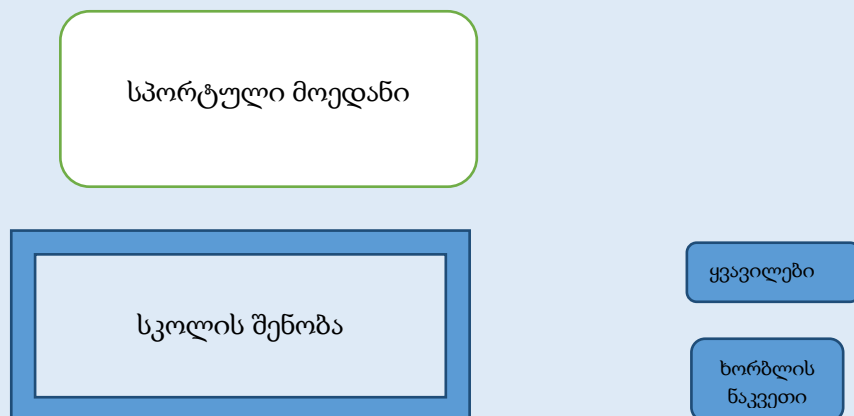 სპორტული მოედანი
სკოლის შენობა
ყვავილები
ხორბლის
ნაკვეთი